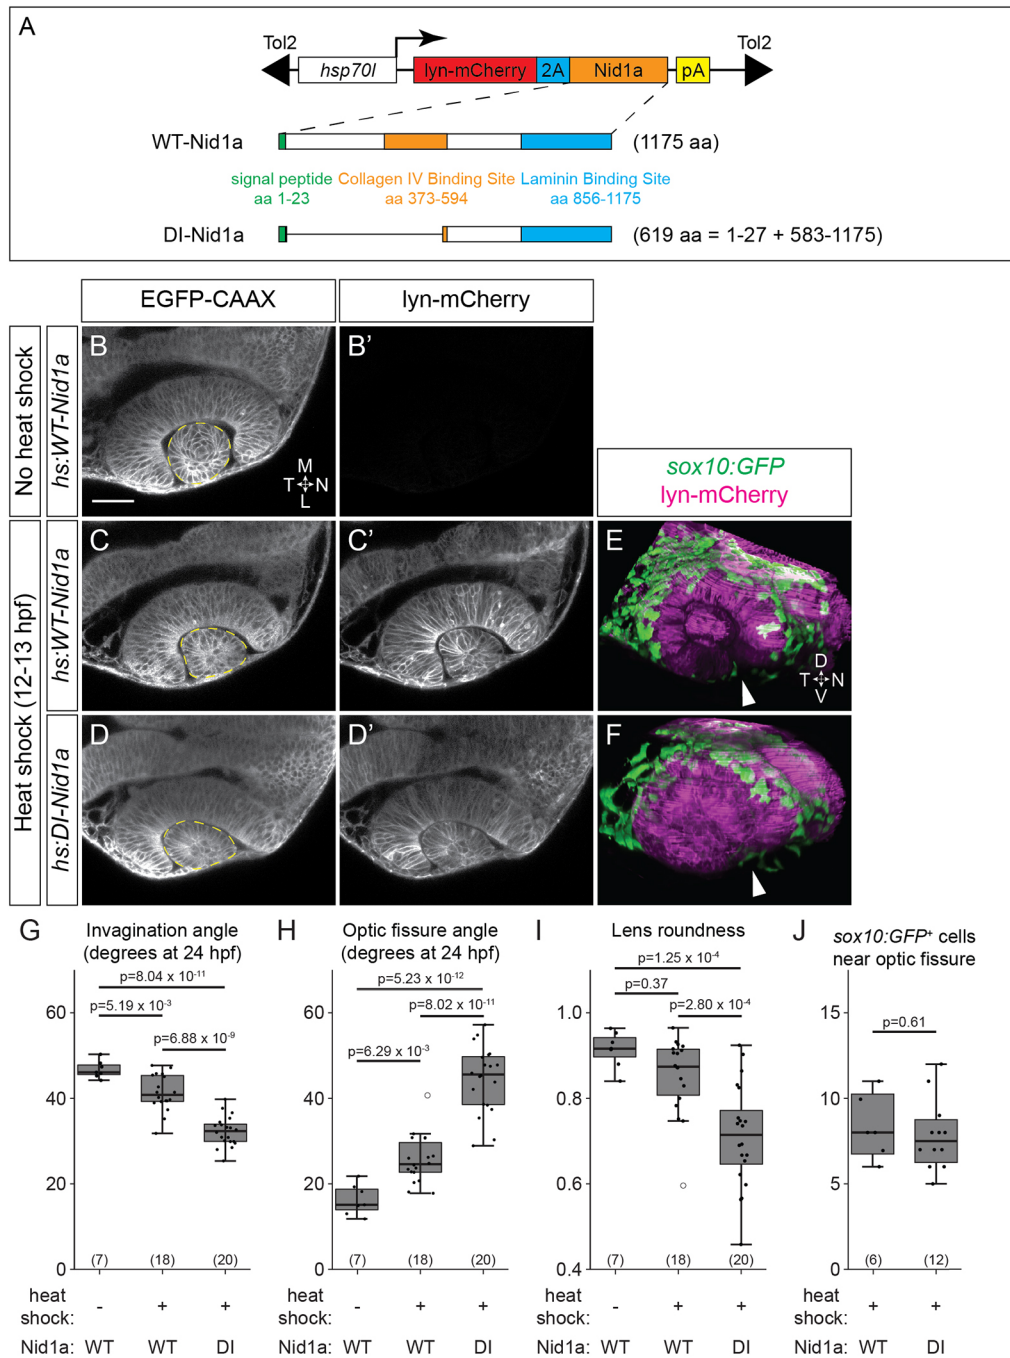 A
Tol2
Tol2
hsp70l
lyn-mCherry
2A
Nid1a
pA
WT-Nid1a
(1175 aa)
signal peptide
aa 1-23
Collagen IV Binding Site
aa 373-594
Laminin Binding Site
aa 856-1175
DI-Nid1a
(619 aa = 1-27 + 583-1175)
EGFP-CAAX
lyn-mCherry
No heat shock
hs:WT-Nid1a
B
M
T N
L
B'
sox10:GFP
lyn-mCherry
Heat shock (12-13 hpf)
hs:WT-Nid1a
C
C'
E
D
T N
V
hs:DI-Nid1a
D
D'
F
G
Invagination angle
(degrees at 24 hpf)
p=8.04 x 10-11
p=5.19 x 10-3
p=6.88 x 10-9
60
40
20
0
(7)
(18)
(20)
heat
shock:
-
+
+
Nid1a:
WT
WT
DI
H
Optic fissure angle
(degrees at 24 hpf)
p=5.23 x 10-12
p=8.02 x 10-11
p=6.29 x 10-3
60
40
20
0
(7)
(18)
(20)
heat
shock:
-
+
+
Nid1a:
WT
WT
DI
I
Lens roundness
p=1.25 x 10-4
p=0.37
p=2.80 x 10-4
1.0
0.8
0.6
0.4
(7)
(18)
(20)
heat
shock:
-
+
+
Nid1a:
WT
WT
DI
J
sox10:GFP+ cells
near optic fissure
p=0.61
15
10
5
0
(6)
(12)
heat
shock:
+
+
Nid1a:
WT
DI